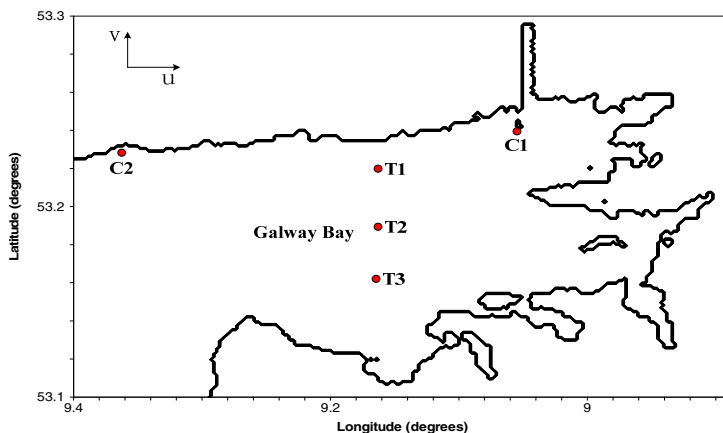 53.3
v
u
C2
C1
T1
53.2
Galway Bay
T2
T3
53.1
9.4
9.2
9
Latitude (degrees)
Longitude (degrees)